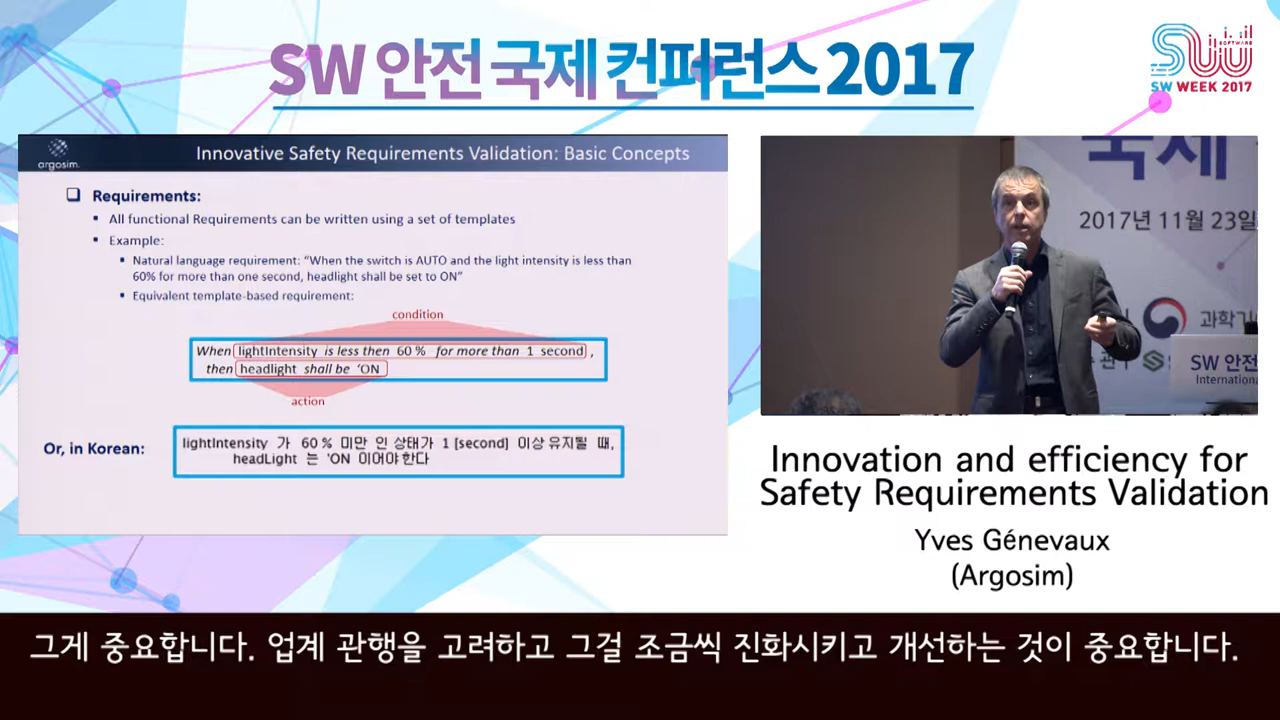 SW 안전 국제 컨퍼런스 2017
SOFTWARE
SW WEEK 2017
argosim.
Innovative Safety Requirements Validation: Basic Concepts
Requirements:
All functional Requirements can be written using a set of templates
Example:
Natural language requirement: “When the switch is AUTO and the light intensity is less than
60% for more than one second, headlight shall be set to ON”
Equivalent template-based requirement:
condition
When lightIntensity is less then 60 % for more than 1 second ,
then headlight shall be 'ON
action
Or, in Korean:
lightIntensity 가 60 % 미만 인 상태가 1 [second] 이상 유지될 때,
headLight 는 'ON 이어야 한다
국제
2017년 11월 23일
과학기
SW 안전
International
Innovation and efficiency for
Safety Requirements Validation
Yves Génevaux
(Argosim)
그게 중요합니다. 업계 관행을 고려하고 그걸 조금씩 진화시키고 개선하는 것이 중요합니다.